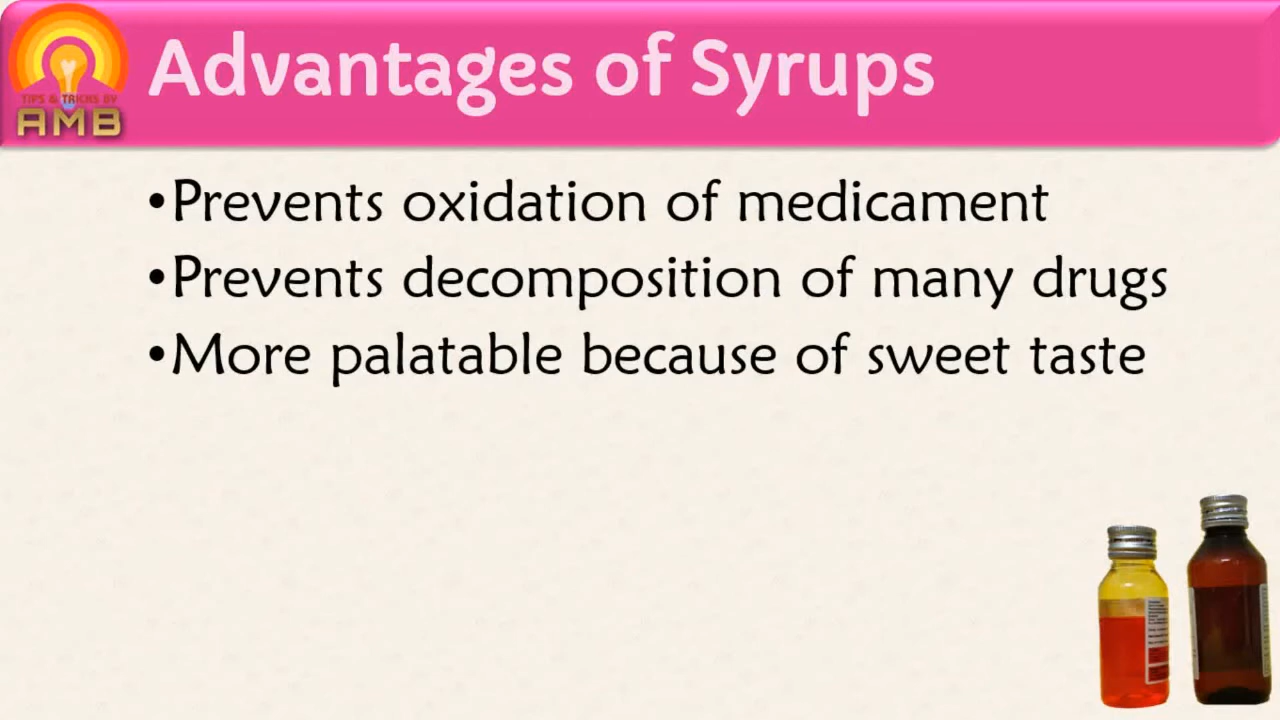 Advantages of Syrups
TIPS & TRICKS BY
AMB
•Prevents oxidation of medicament
•Prevents decomposition of many drugs
•More palatable because of sweet taste